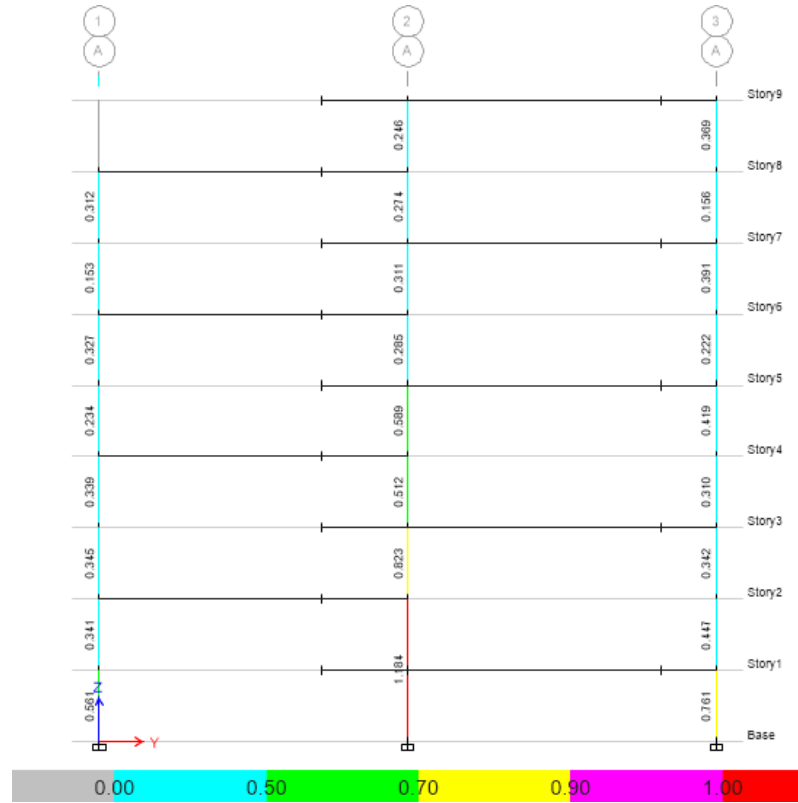 1 2 3
A A A
Story9
0.246 0.369
Story8
0.312 0.274 0.156
Story7
0.153 0.311 0.391
Story6
0.327 0.285 0.222
Story5
0.234 0.589 0.419
Story4
0.339 0.512 0.310
Story3
0.345 0.823 0.342
Story2
0.341 1.184 0.447
Story1
0.561 0.761
Z
Y
Base
0.00 0.50 0.70 0.90 1.00